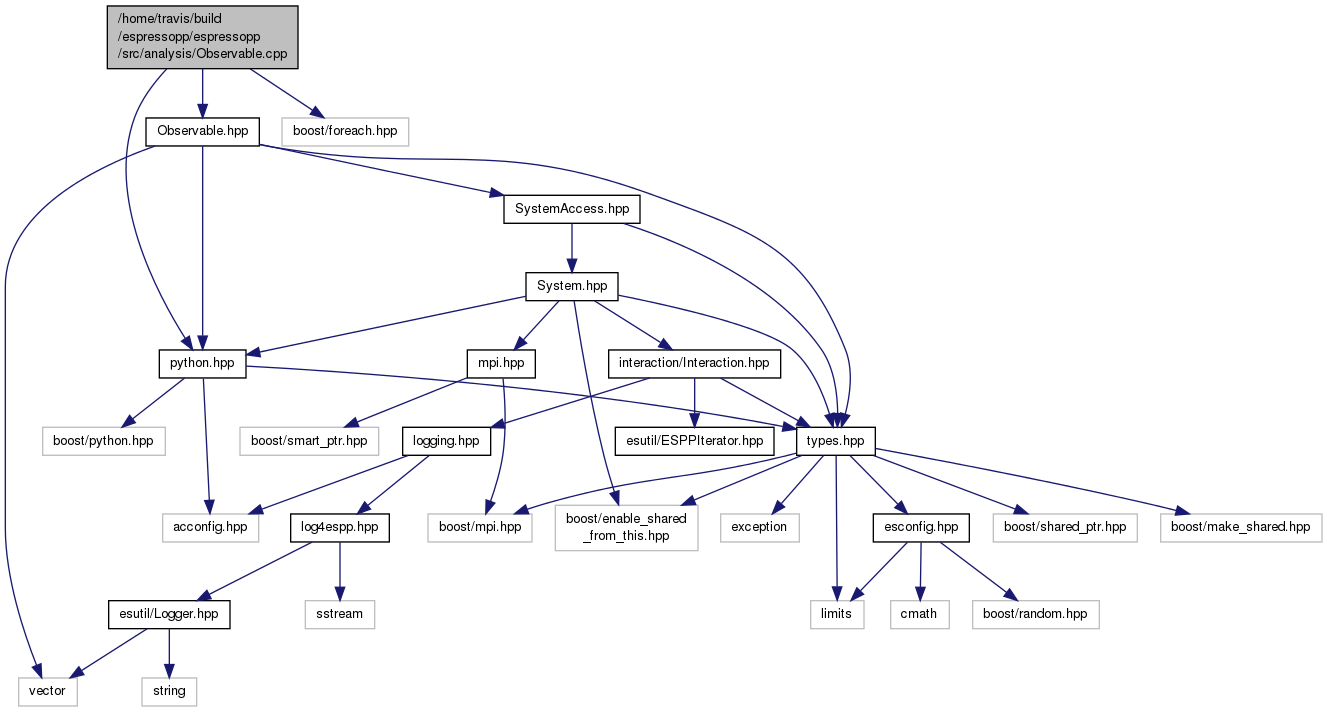 /home/travis/build
/espressopp/espressopp
/src/analysis/Observable.cpp
Observable.hpp
boost/foreach.hpp
SystemAccess.hpp
System.hpp
python.hpp
mpi.hpp
interaction/Interaction.hpp
boost/python.hpp
boost/smart_ptr.hpp
logging.hpp
esutil/ESPPIterator.hpp
types.hpp
acconfig.hpp
log4espp.hpp
boost/mpi.hpp
boost/enable_shared
_from_this.hpp
exception
esconfig.hpp
boost/shared_ptr.hpp
boost/make_shared.hpp
esutil/Logger.hpp
sstream
limits
cmath
boost/random.hpp
vector
string